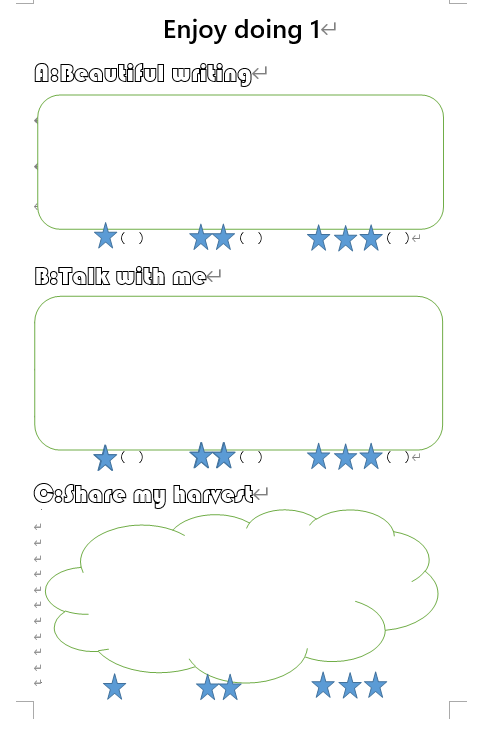 Enjoy doing 1
A:Beautiful writing
( ) ( ) ( )
B:Talk with me
( ) ( ) ( )
C:Share my harvest